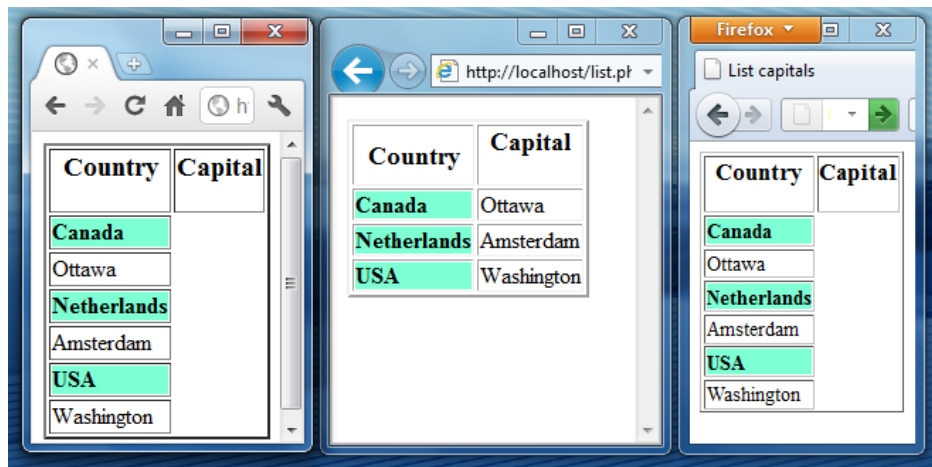 h
Country Capital
Canada
Ottawa
Netherlands
Amsterdam
USA
Washington
http://localhost/list.ph
Country Capital
Canada Ottawa
Netherlands Amsterdam
USA Washington
Firefox
List capitals
Country Capital
Canada
Ottawa
Netherlands
Amsterdam
USA
Washington